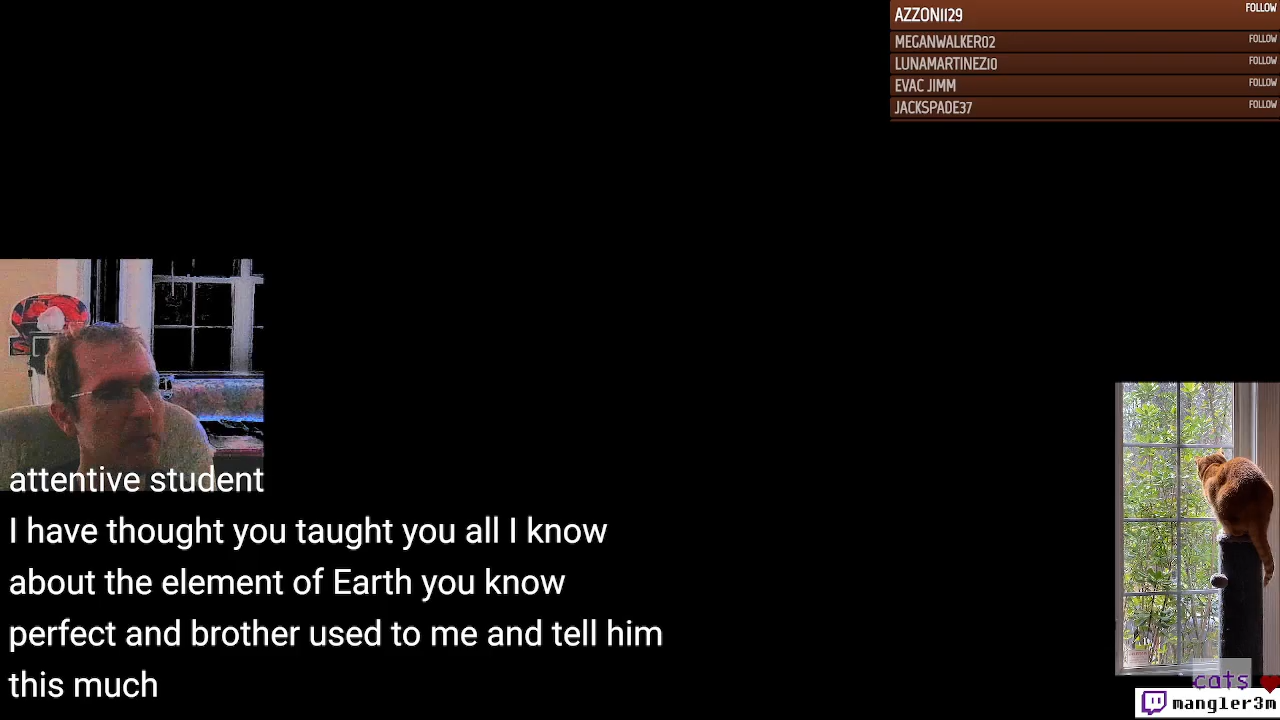 AZZON1129 FOLLOW
MEGANWALKER02 FOLLOW
LUNAMARTINEZ10 FOLLOW
EVAC JIMM FOLLOW
JACKSPADE37 FOLLOW
attentive student
I have thought you taught you all I know
about the element of Earth you know
perfect and brother used to me and tell him
this much
cats
mangler3m